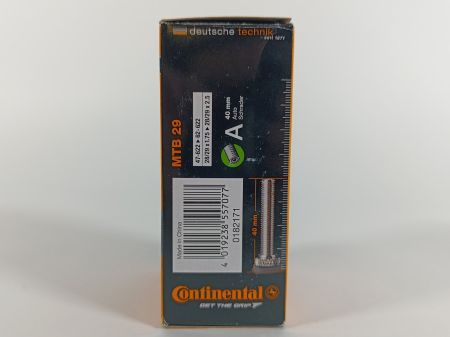 deutsche technik
seit 1871
MTB 29
47-622 ▸ 62-622
28/29 x 1.75 ▸ 28/29 x 2.5
A
40 mm
Auto
Schrader
40 mm
Made in China
4 019238 557077
0182171
Continental
GET THE GRIP